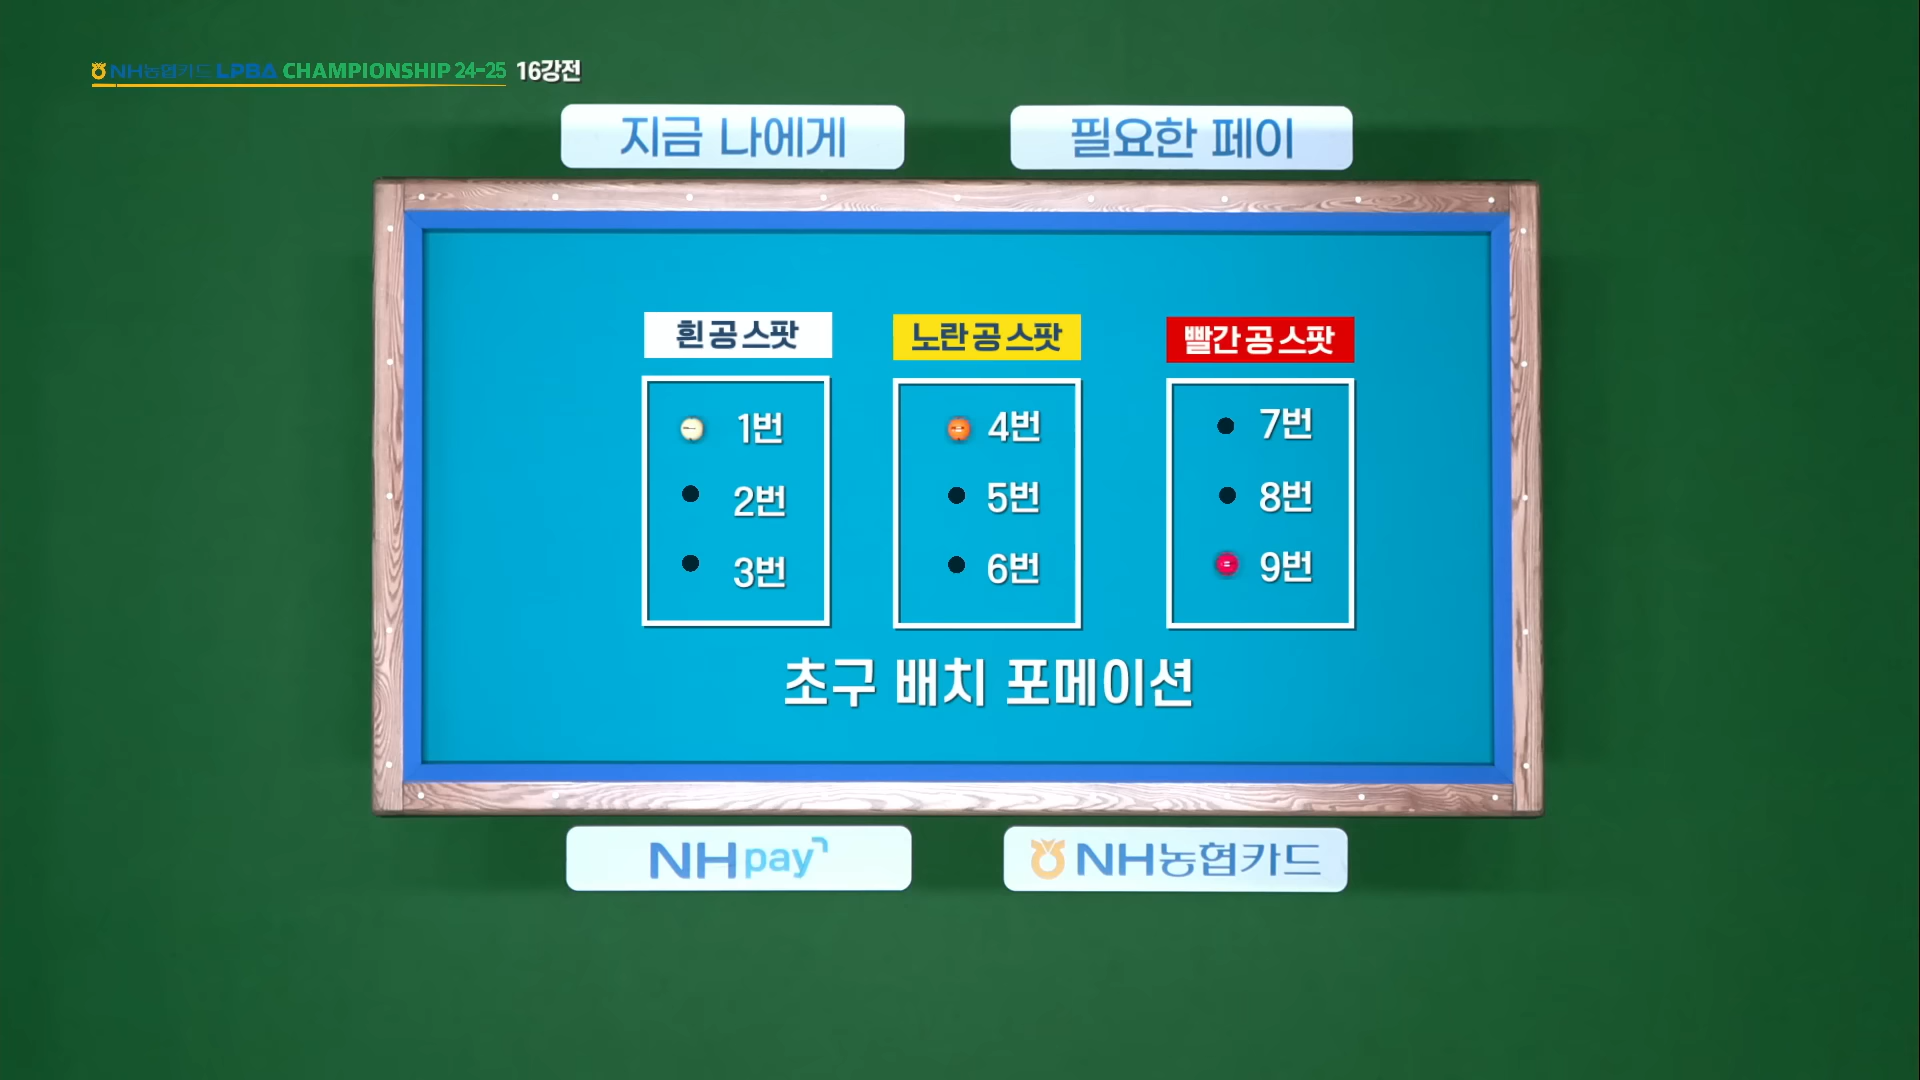 NH농협카드 LPBA CHAMPIONSHIP 24-25 16강전
지금 나에게
필요한 페이
흰 공 스팟
노란 공 스팟
빨간 공 스팟
1번
4번
7번
2번
5번
8번
3번
6번
9번
초구 배치 포메이션
NH pay
NH농협카드